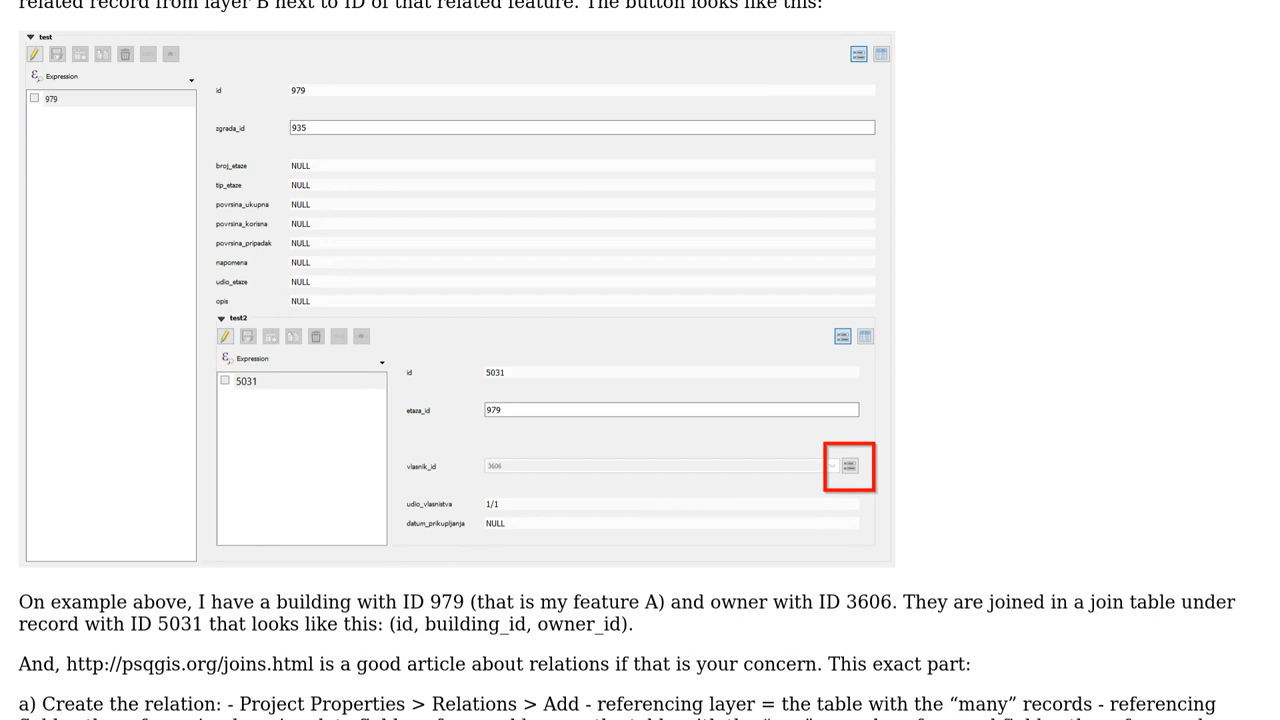 related record from layer B next to ID of that related feature. The button looks like this:
test
Expression
979
id 979
zgrada_id 935
broj_etaze NULL
tip_etaze NULL
povrsina_ukupna NULL
povrsina_korisna NULL
povrsina_pripadak NULL
napomena NULL
udio_etaze NULL
opis NULL
test2
Expression
5031
id 5031
etaza_id 979
vlasnik_id 3606
udio_vlasnistva 1/1
datum_prikupljanja NULL
On example above, I have a building with ID 979 (that is my feature A) and owner with ID 3606. They are joined in a join table under
record with ID 5031 that looks like this: (id, building_id, owner_id).
And, http://psqgis.org/joins.html is a good article about relations if that is your concern. This exact part:
a) Create the relation: - Project Properties > Relations > Add - referencing layer = the table with the “many” records - referencing